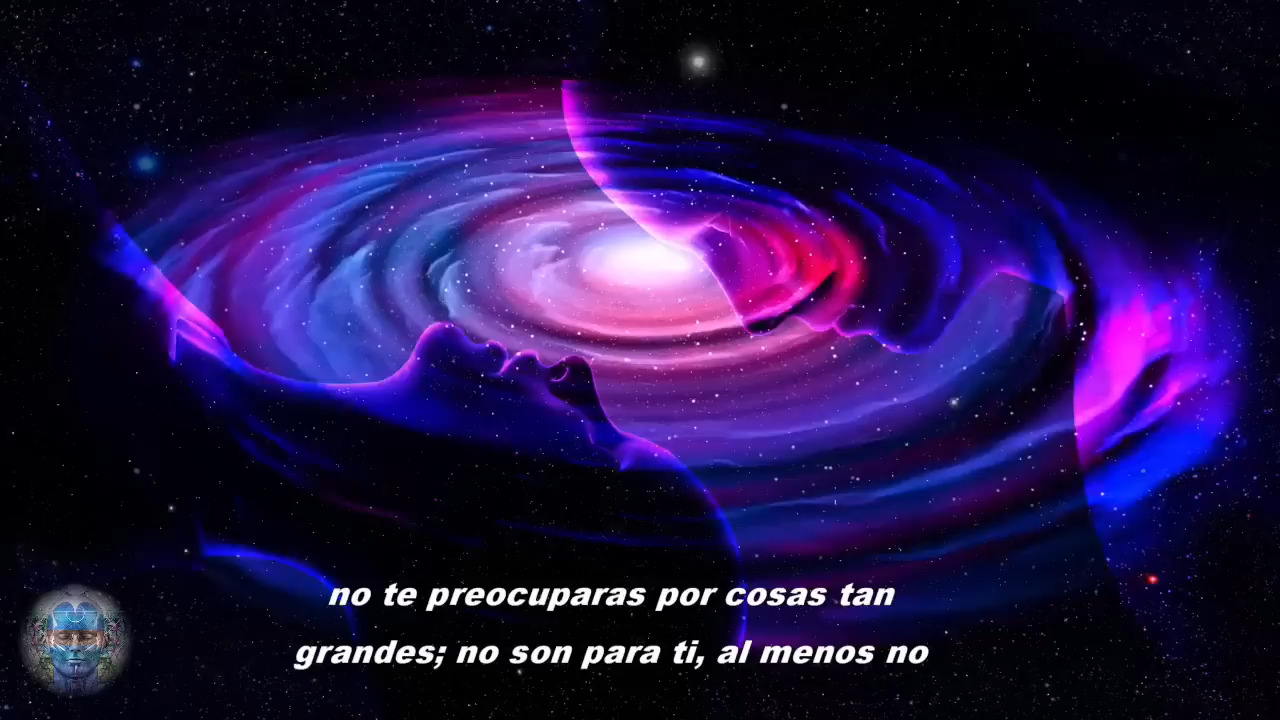 no te preocuparas por cosas tan
grandes; no son para ti, al menos no